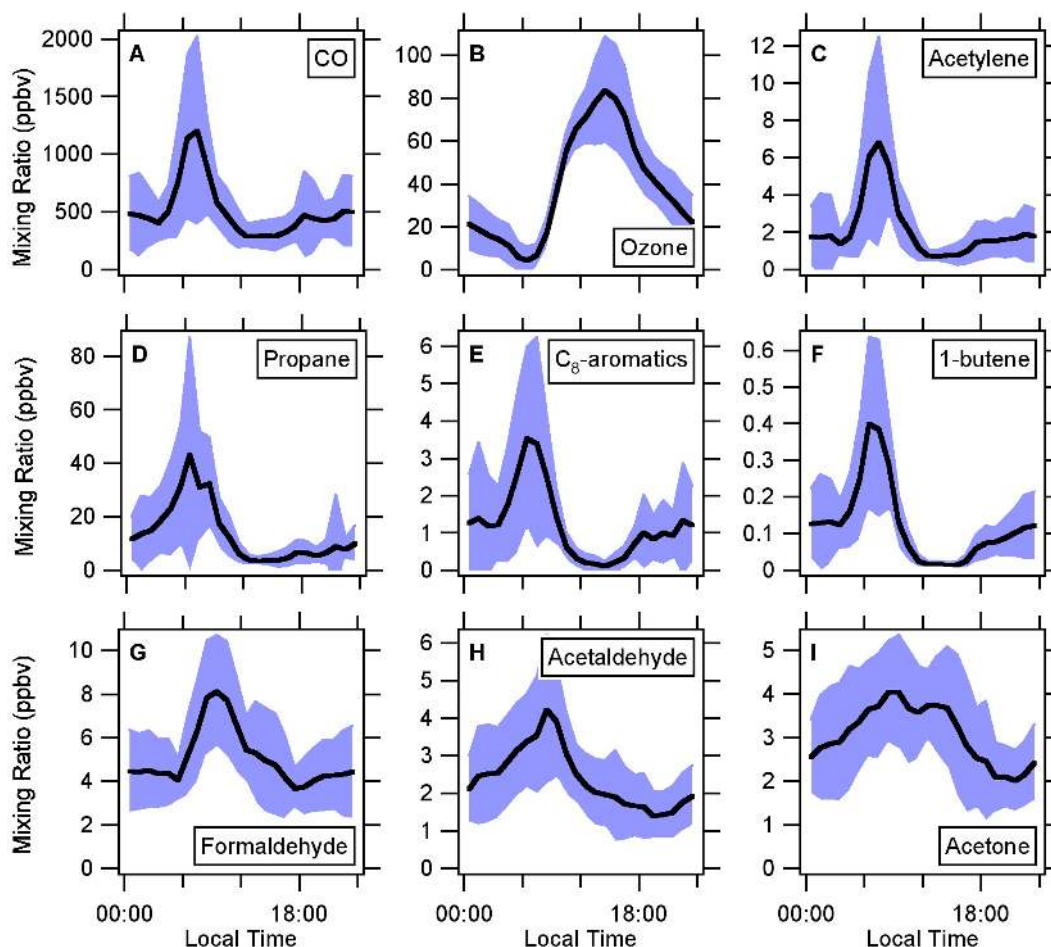 Mixing Ratio (ppbv)
2000
1500
1000
500
0
A
CO
100
80
60
40
20
0
B
Ozone
12
10
8
6
4
2
0
C
Acetylene
Mixing Ratio (ppbv)
80
60
40
20
0
D
Propane
6
5
4
3
2
1
0
E
C₈-aromatics
0.6
0.5
0.4
0.3
0.2
0.1
0
F
1-butene
Mixing Ratio (ppbv)
10
8
6
4
2
0
G
Formaldehyde
6
5
4
3
2
1
0
H
Acetaldehyde
5
4
3
2
1
0
I
Acetone
00:00 18:00
Local Time
00:00 18:00
Local Time
00:00 18:00
Local Time